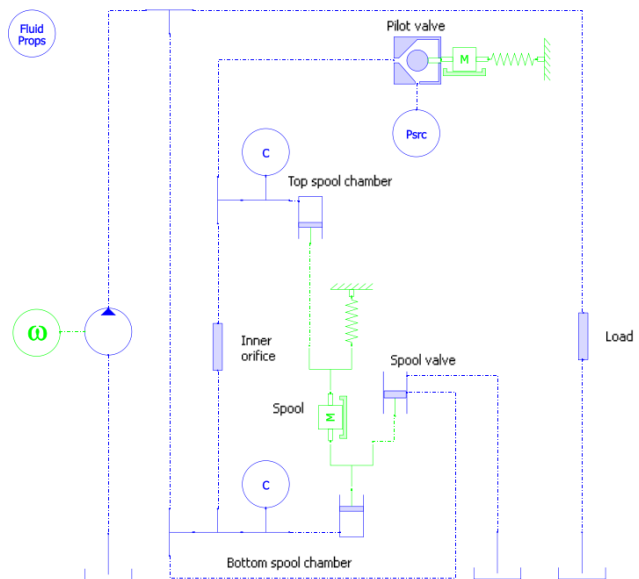 Fluid
Props
Pilot valve
M
Psrc
C
Top spool chamber
ω
Inner
orifice
Load
Spool valve
Spool
M
C
Bottom spool chamber